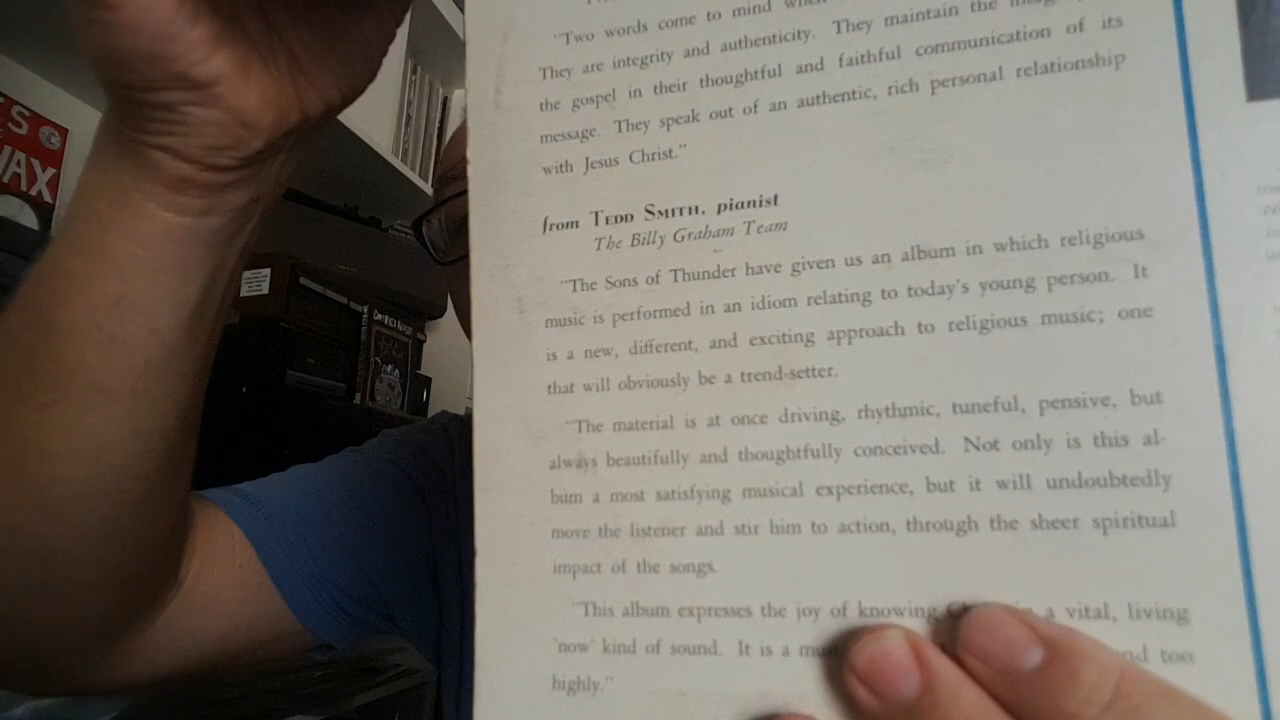 "Two words come to mind
They are integrity and authenticity. They maintain the
the gospel in their thoughtful and faithful communication of its
message. They speak out of an authentic, rich personal relationship
with Jesus Christ."
from TEDD SMITH, pianist
The Billy Graham Team
"The Sons of Thunder have given us an album in which religious
music is performed in an idiom relating to today's young person. It
is a new, different, and exciting approach to religious music; one
that will obviously be a trend-setter.
"The material is at once driving, rhythmic, tuneful, pensive, but
always beautifully and thoughtfully conceived. Not only is this al-
bum a most satisfying musical experience, but it will undoubtedly
move the listener and stir him to action, through the sheer spiritual
impact of the songs.
"This album expresses the joy of knowing a vital, living
'now' kind of sound. It is a too
highly."